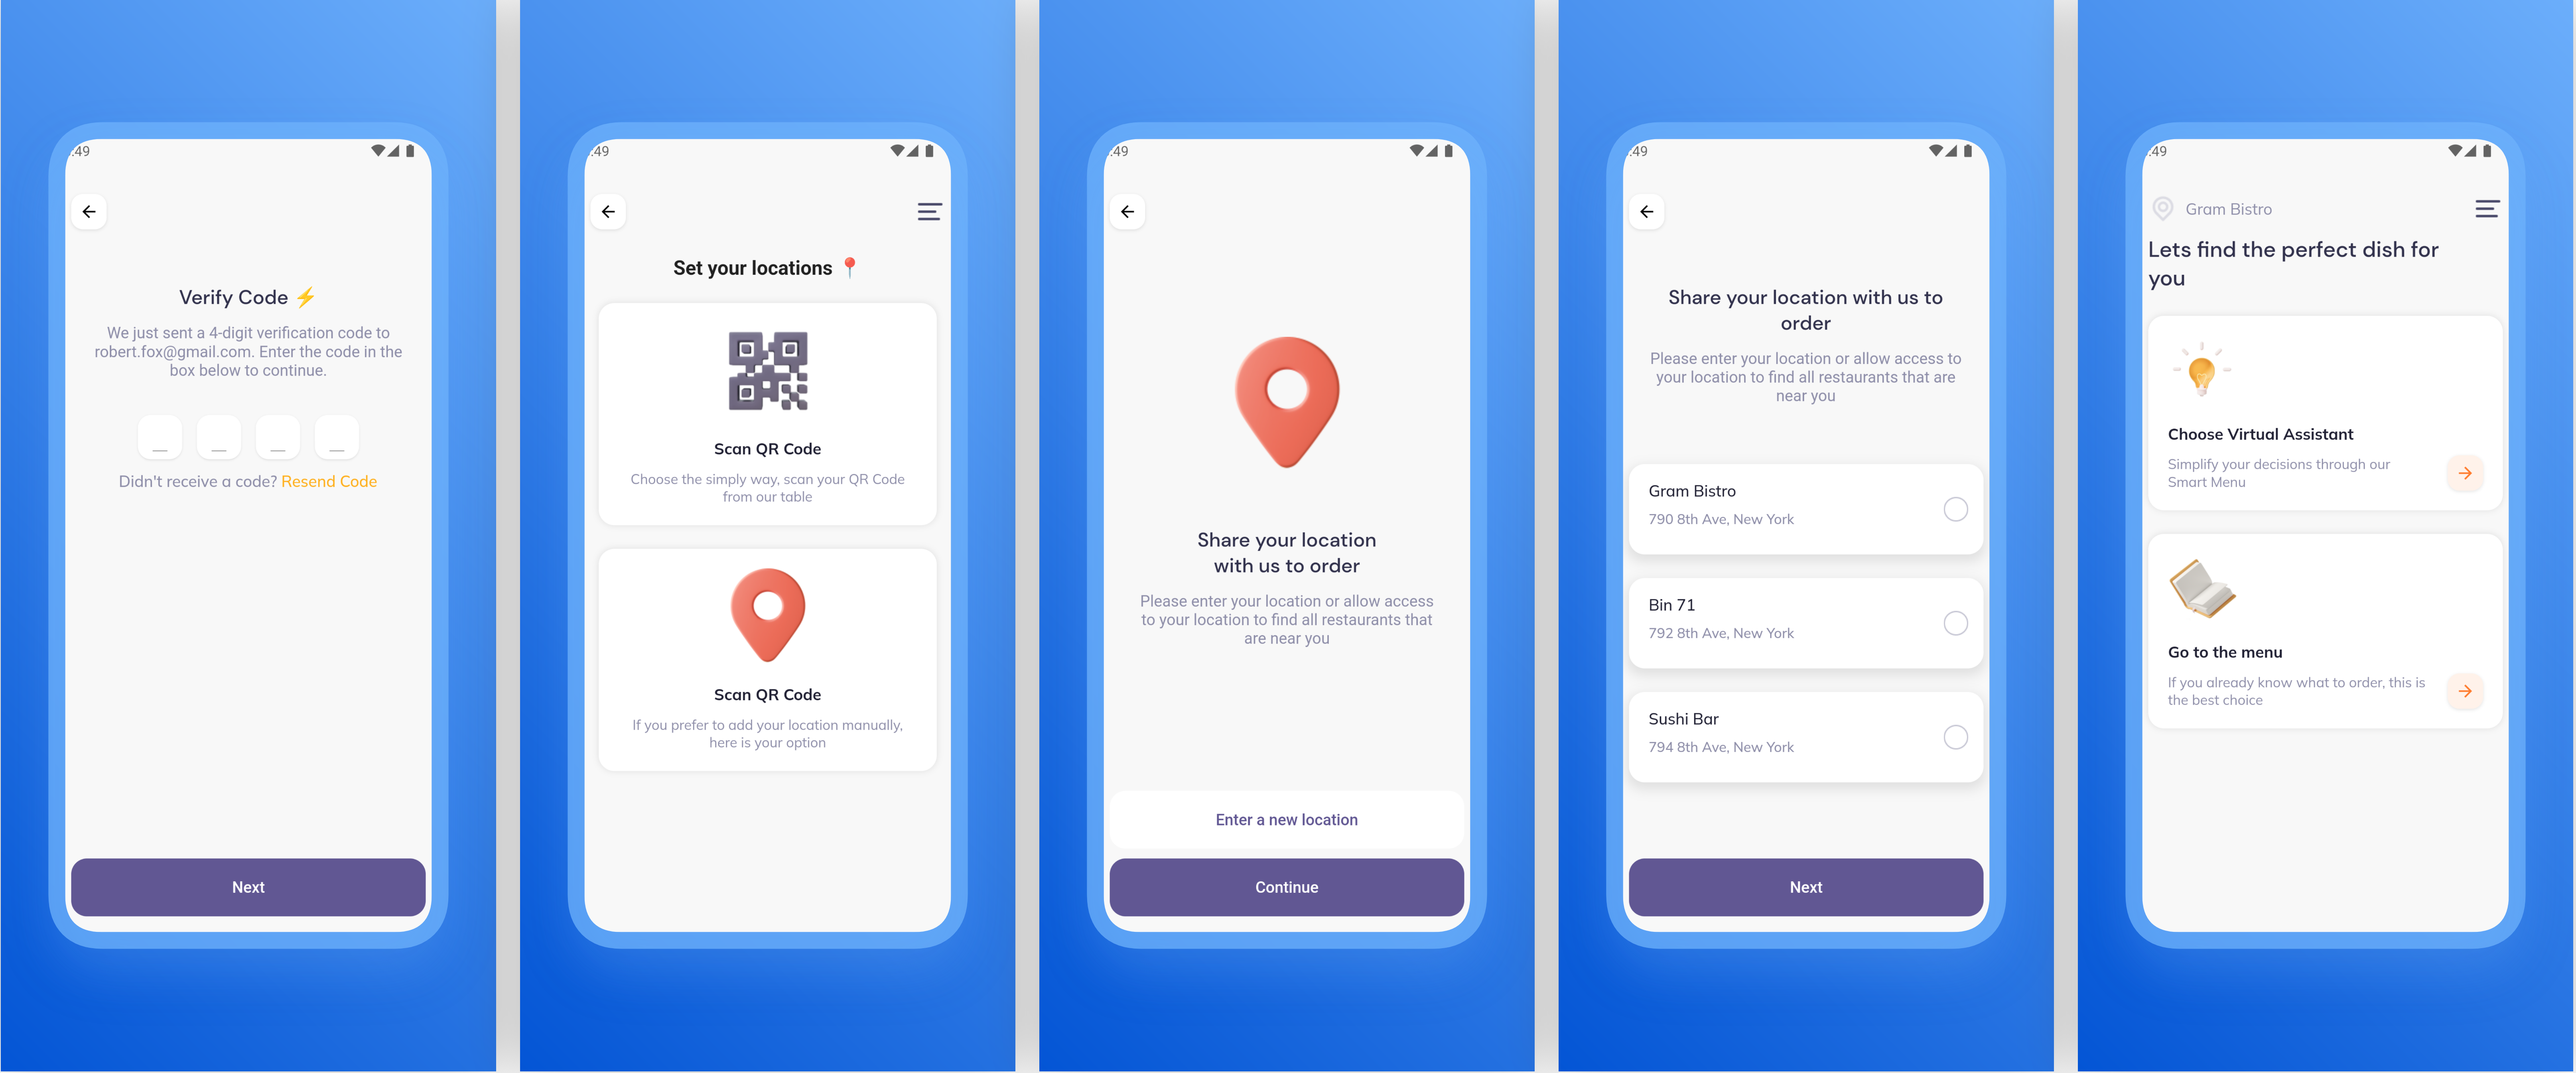 :49
Verify Code ⚡
We just sent a 4-digit verification code to
robert.fox@gmail.com. Enter the code in the
box below to continue.
_ _ _ _
Didn't receive a code? Resend Code
Next
:49
Set your locations 📍
Scan QR Code
Choose the simply way, scan your QR Code
from our table
Scan QR Code
If you prefer to add your location manually,
here is your option
:49
Share your location
with us to order
Please enter your location or allow access
to your location to find all restaurants that
are near you
Enter a new location
Continue
:49
Share your location with us to
order
Please enter your location or allow access to
your location to find all restaurants that are
near you
Gram Bistro
790 8th Ave, New York
Bin 71
792 8th Ave, New York
Sushi Bar
794 8th Ave, New York
Next
:49
Gram Bistro
Lets find the perfect dish for
you
Choose Virtual Assistant
Simplify your decisions through our
Smart Menu
Go to the menu
If you already know what to order, this is
the best choice